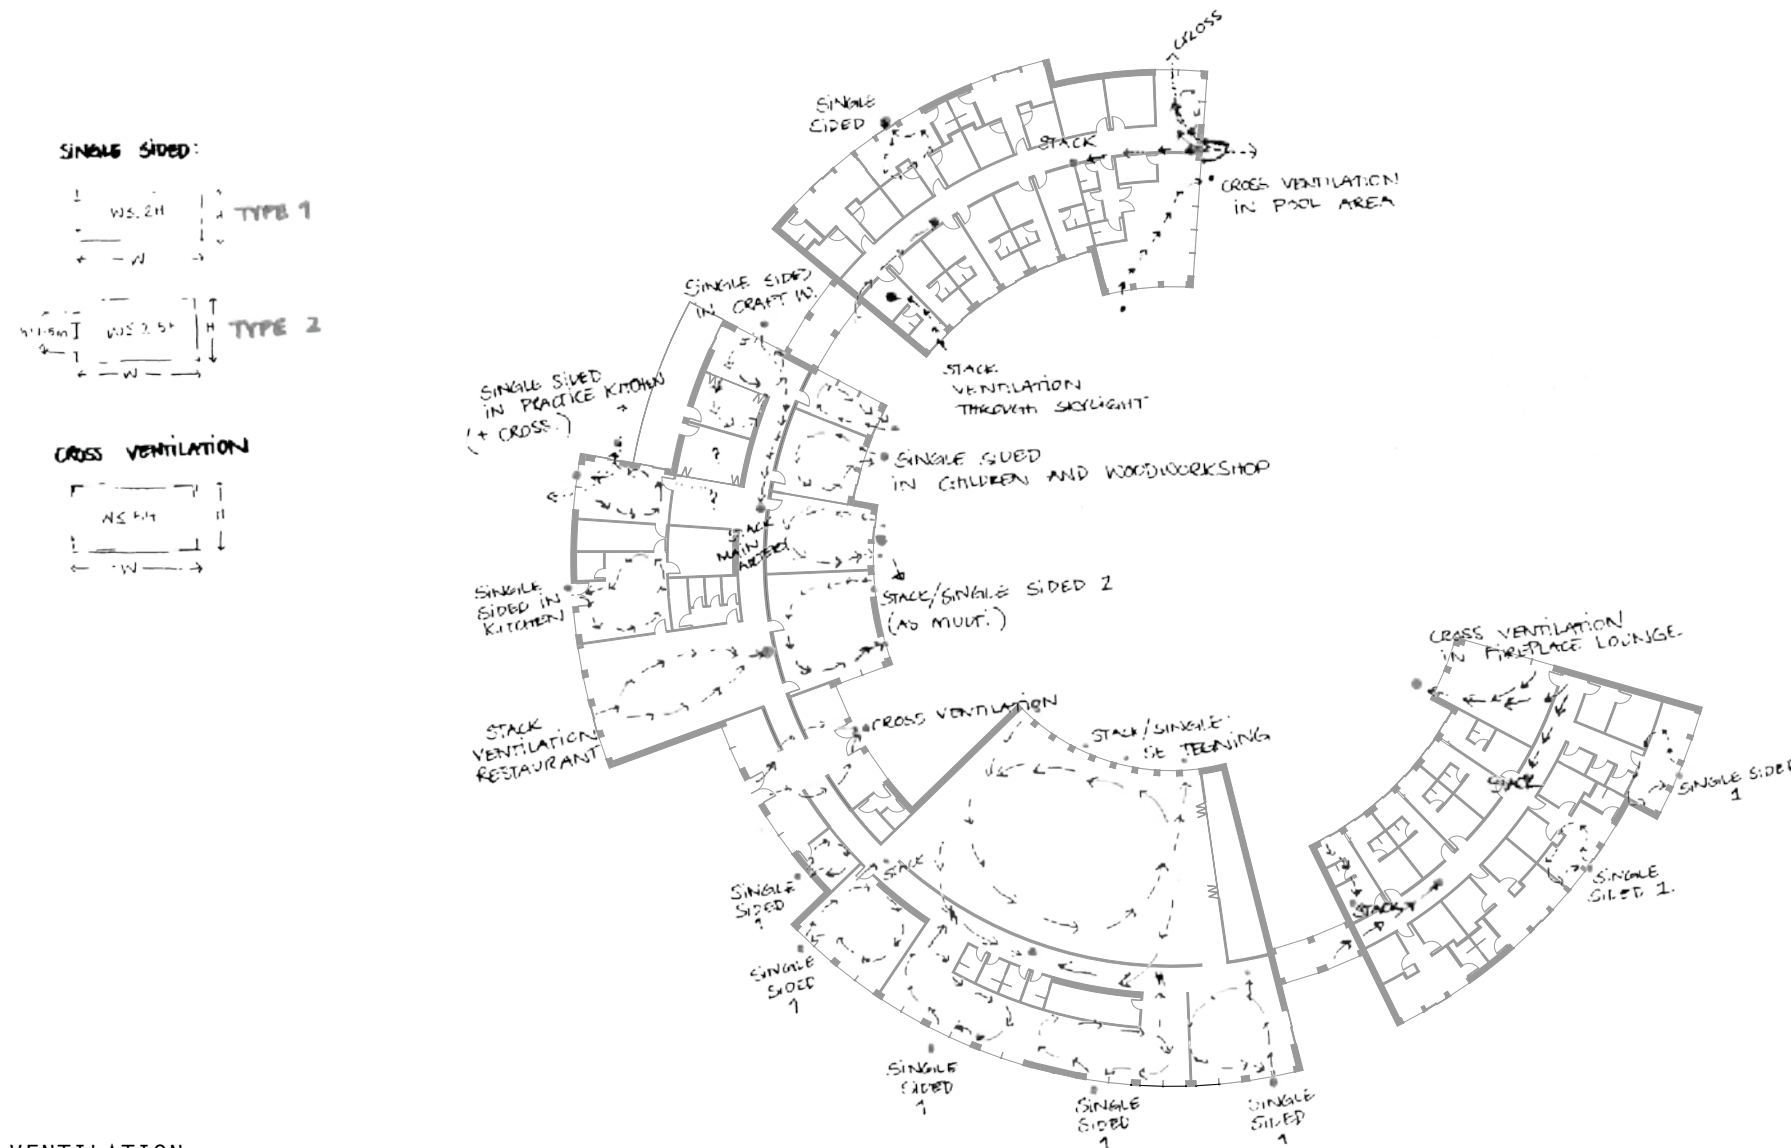 SINGLE SIDED:
W≤ 2H
TYPE 1
W
W≤ 2.5H
H
TYPE 2
W
CROSS VENTILATION
H
W
CROSS
SINGLE
SIDED
STACK
CROSS VENTILATION
IN POOL AREA
SINGLE SIDED
IN CRAFT W.
STACK
VENTILATION
THROUGH SKYLIGHT
SINGLE SIDED
IN PRACTICE KITCHEN
(+ CROSS.)
?
?
SINGLE SIDED
IN CHILDREN AND WOODWORKSHOP
STACK
MAIN
ARTERY
SINGLE
SIDED IN
KITCHEN
STACK/SINGLE SIDED 2
(AS MULT.)
STACK
VENTILATION
RESTAURANT
CROSS VENTILATION
STACK/SINGLE
CROSS VENTILATION
IN FIREPLACE LOUNGE
STACK
SINGLE SIDED
1
SINGLE
SIDED 1.
STACK
STACK
SINGLE
SIDED
1
SINGLE
SIDED
1
SINGLE
SIDED
1
SINGLE
SIDED
1
SINGLE
SIDED
1
VENTILATION